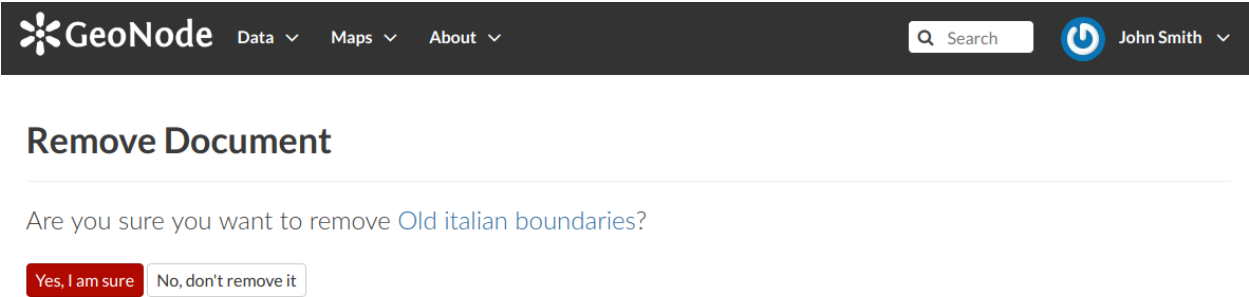 GeoNode Data Maps About Search John Smith
Remove Document
Are you sure you want to remove Old italian boundaries?
Yes, I am sure No, don't remove it